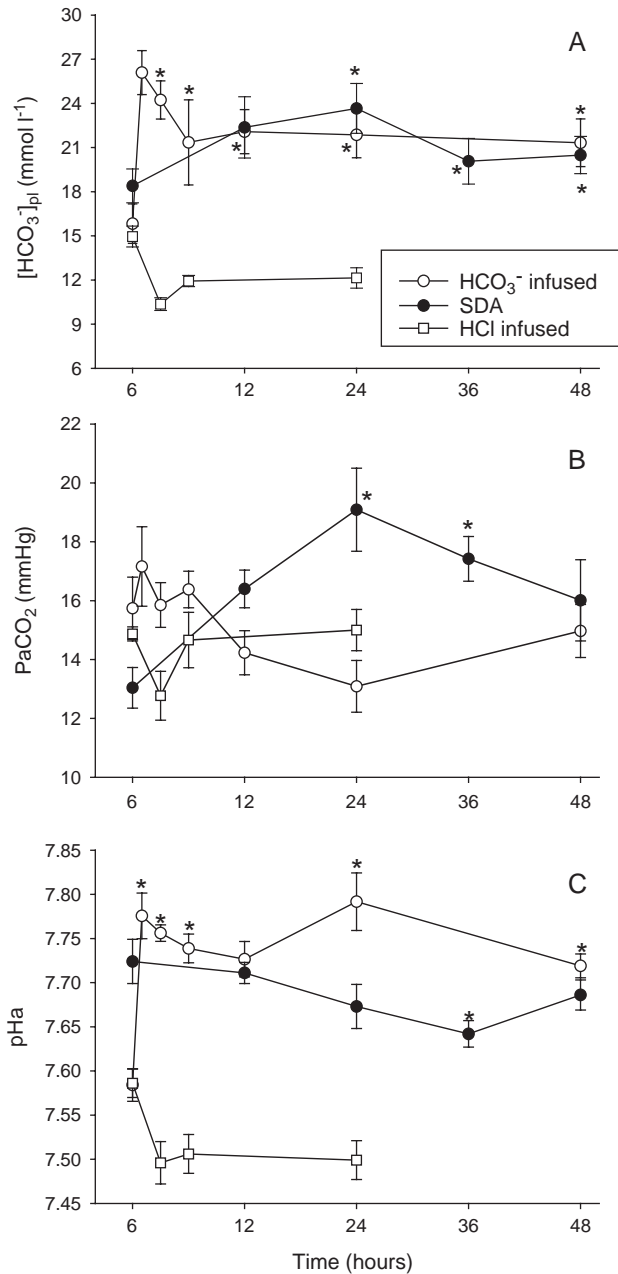 A
30
27
24
21
18
15
12
9
6
[HCO₃⁻]pl (mmol l⁻¹)
* * * * * * * * *
HCO₃⁻ infused
SDA
HCl infused
6 12 24 36 48
B
22
20
18
16
14
12
10
PaCO₂ (mmHg)
* *
6 12 24 36 48
C
7.85
7.80
7.75
7.70
7.65
7.60
7.55
7.50
7.45
pHa
* * * * * *
6 12 24 36 48
Time (hours)